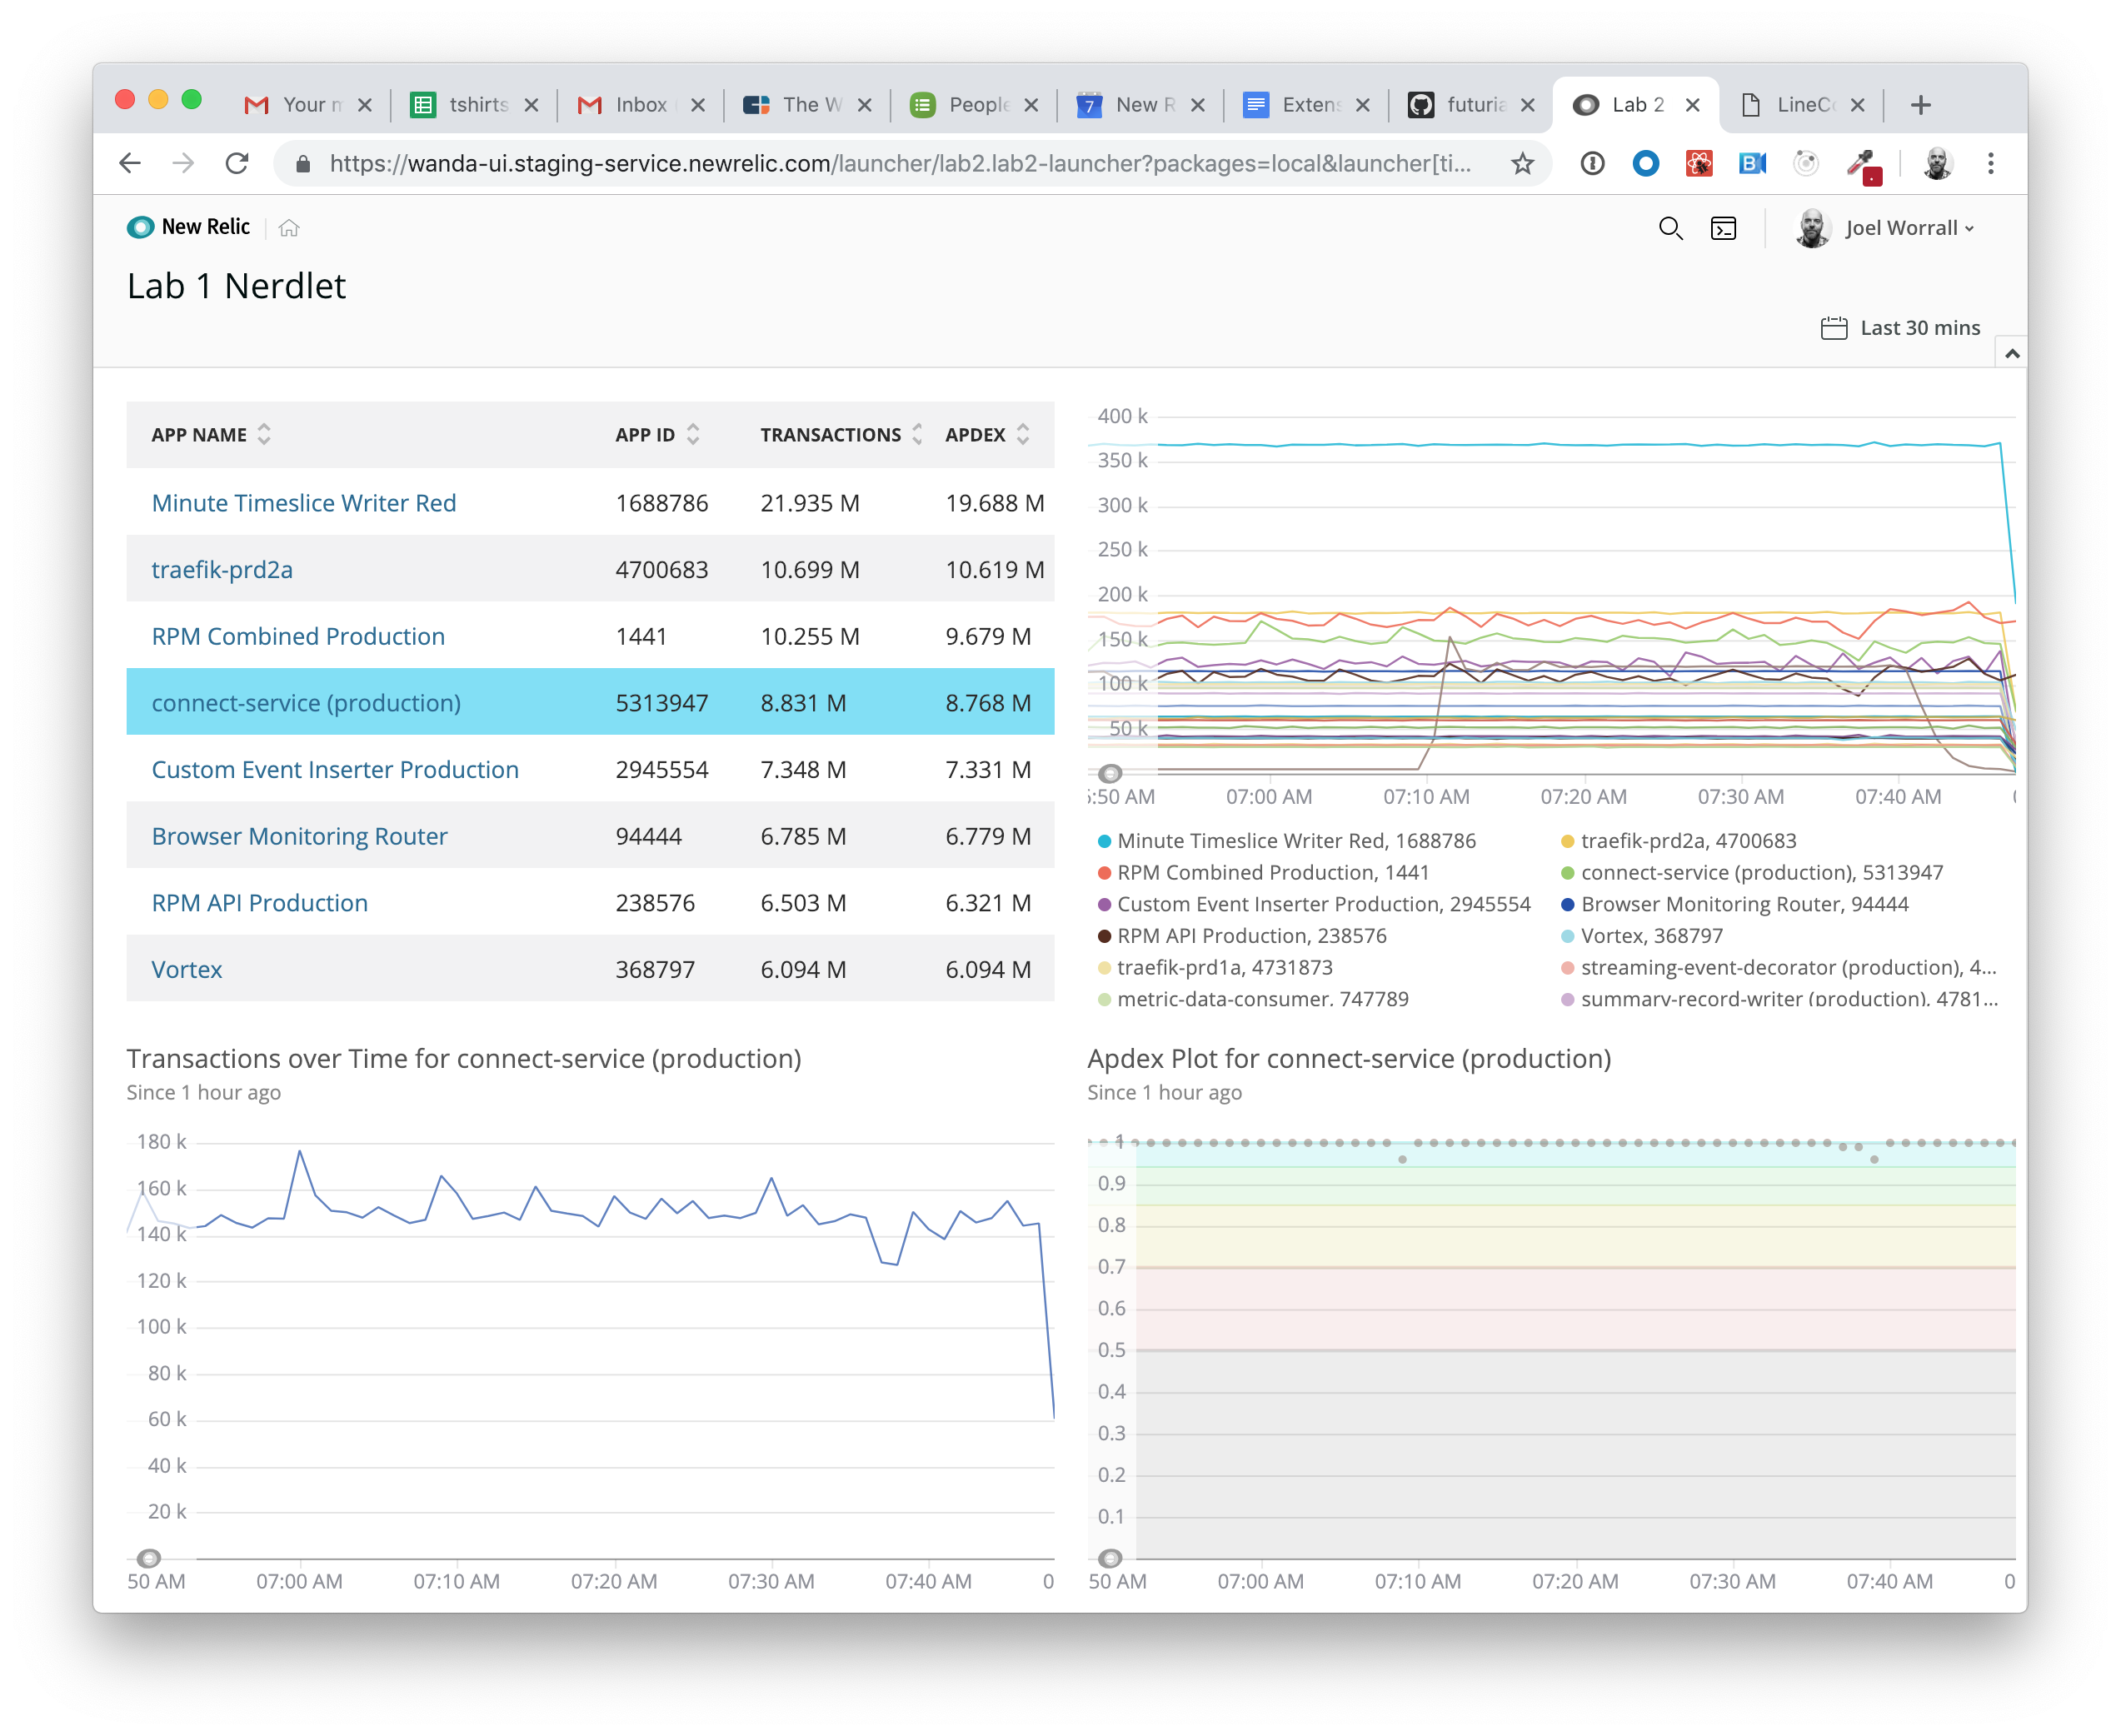 Your m
tshirts
Inbox
The W
People
New R
Extens
futuria
Lab 2
LineCo
https://wanda-ui.staging-service.newrelic.com/launcher/lab2.lab2-launcher?packages=local&launcher[ti...
New Relic
Joel Worrall
Lab 1 Nerdlet
Last 30 mins
APP NAME APP ID TRANSACTIONS APDEX
Minute Timeslice Writer Red 1688786 21.935 M 19.688 M
traefik-prd2a 4700683 10.699 M 10.619 M
RPM Combined Production 1441 10.255 M 9.679 M
connect-service (production) 5313947 8.831 M 8.768 M
Custom Event Inserter Production 2945554 7.348 M 7.331 M
Browser Monitoring Router 94444 6.785 M 6.779 M
RPM API Production 238576 6.503 M 6.321 M
Vortex 368797 6.094 M 6.094 M
400 k
350 k
300 k
250 k
200 k
150 k
100 k
50 k
:50 AM 07:00 AM 07:10 AM 07:20 AM 07:30 AM 07:40 AM
Minute Timeslice Writer Red, 1688786 traefik-prd2a, 4700683
RPM Combined Production, 1441 connect-service (production), 5313947
Custom Event Inserter Production, 2945554 Browser Monitoring Router, 94444
RPM API Production, 238576 Vortex, 368797
traefik-prd1a, 4731873 streaming-event-decorator (production), 4...
metric-data-consumer, 747789 summary-record-writer (production), 4781...
Transactions over Time for connect-service (production)
Since 1 hour ago
180 k
160 k
140 k
120 k
100 k
80 k
60 k
40 k
20 k
50 AM 07:00 AM 07:10 AM 07:20 AM 07:30 AM 07:40 AM 0
Apdex Plot for connect-service (production)
Since 1 hour ago
1
0.9
0.8
0.7
0.6
0.5
0.4
0.3
0.2
0.1
50 AM 07:00 AM 07:10 AM 07:20 AM 07:30 AM 07:40 AM 0